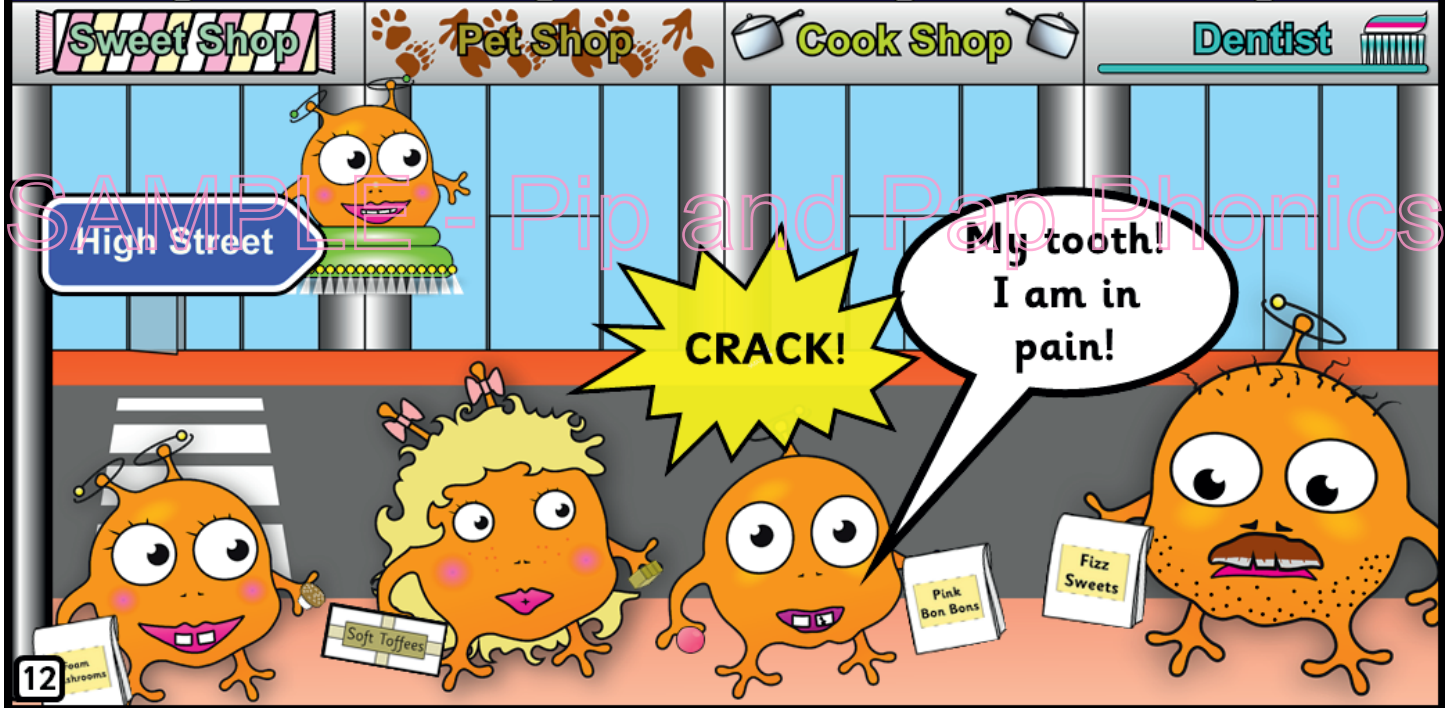 Sweet Shop
Pet Shop
Cook Shop
Dentist
SAMPLE - Pip and Pap Phonics
High Street
My tooth!
I am in
pain!
CRACK!
Fizz
Sweets
Pink
Bon Bons
Soft Toffees
12